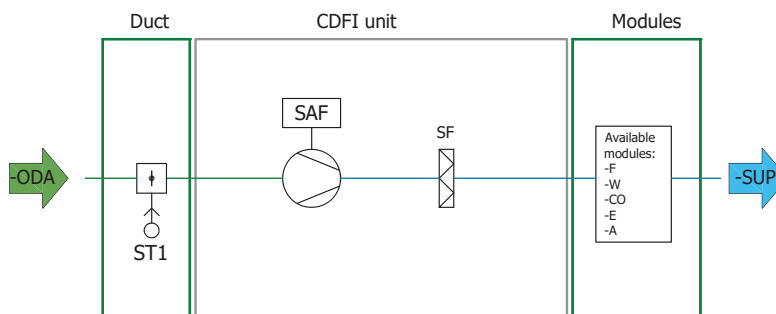 Duct
CDFI unit
Modules
SAF
SF
Available
modules:
-F
-W
-CO
-E
-A
-ODA
-SUP
ST1